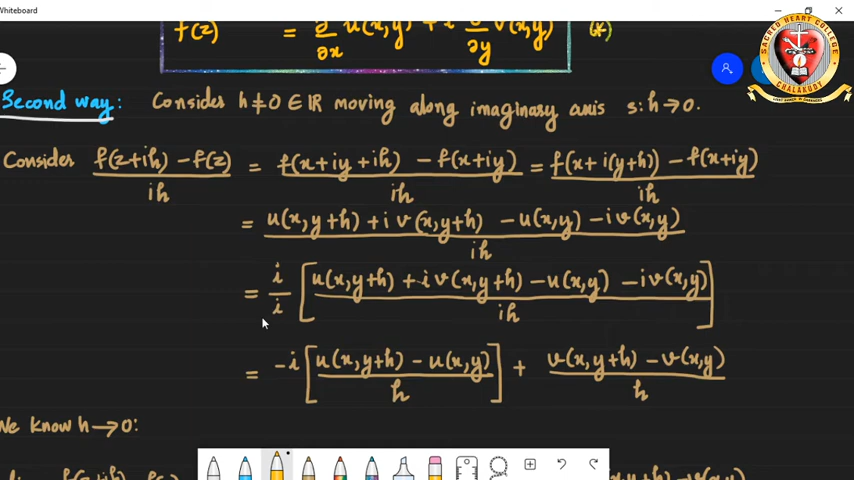 Whiteboard
f(z) = ∂/∂x u(x,y) + i ∂/∂y v(x,y) (*)
SACRED HEART COLLEGE
CHALAKUDY
Second way: Consider h≠0 ∈ IR moving along imaginary axis s: h→0.
Consider f(z+ih) - f(z) / ih = f(x+iy+ih) - f(x+iy) / ih = f(x+i(y+h)) - f(x+iy) / ih
= u(x,y+h) + i v(x,y+h) - u(x,y) - i v(x,y) / ih
= i/i [ u(x,y+h) + i v(x,y+h) - u(x,y) - i v(x,y) / ih ]
= -i [ u(x,y+h) - u(x,y) / h ] + v(x,y+h) - v(x,y) / h
We know h→0: